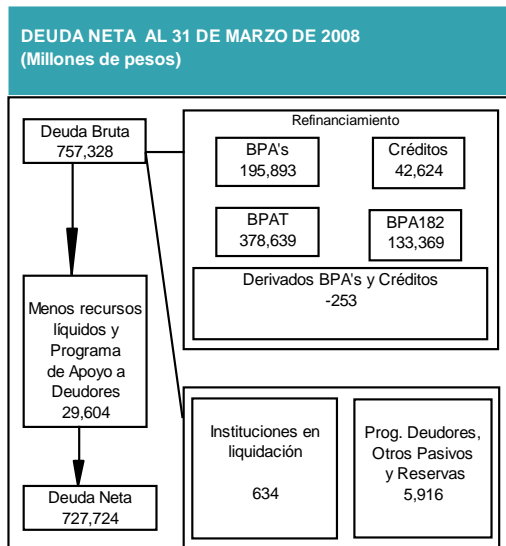 DEUDA NETA AL 31 DE MARZO DE 2008
(Millones de pesos)
Deuda Bruta
757,328
Menos recursos
líquidos y
Programa
de Apoyo a
Deudores
29,604
Deuda Neta
727,724
Refinanciamiento
BPA's
195,893
Créditos
42,624
BPAT
378,639
BPA182
133,369
Derivados BPA's y Créditos
-253
Instituciones en
liquidación
634
Prog. Deudores,
Otros Pasivos
y Reservas
5,916